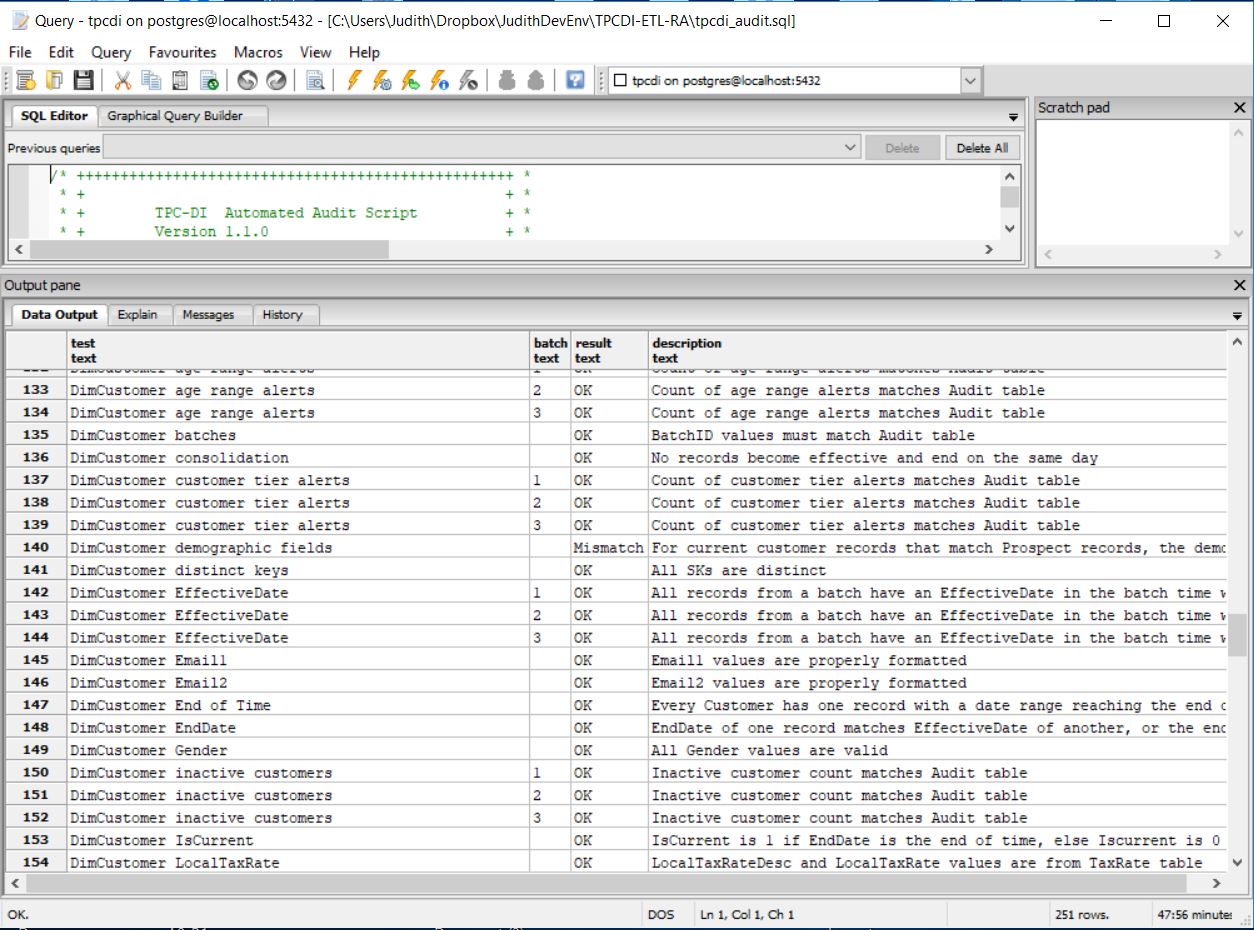 Query - tpcdi on postgres@localhost:5432 - [C:\Users\Judith\Dropbox\JudithDevEnv\TPCDI-ETL-RA\tpcdi_audit.sql]
File Edit Query Favourites Macros View Help
tpcdi on postgres@localhost:5432
SQL Editor Graphical Query Builder
Scratch pad
Previous queries Delete Delete All
/* ++++++++++++++++++++++++++++++++++++++++++++++++++ *
* + + *
* + TPC-DI Automated Audit Script + *
* + Version 1.1.0 + *
Output pane
Data Output Explain Messages History
test batch result description
text text text text
DimCustomer age range alerts 1 OK Count of age range alerts matches Audit table
133 DimCustomer age range alerts 2 OK Count of age range alerts matches Audit table
134 DimCustomer age range alerts 3 OK Count of age range alerts matches Audit table
135 DimCustomer batches OK BatchID values must match Audit table
136 DimCustomer consolidation OK No records become effective and end on the same day
137 DimCustomer customer tier alerts 1 OK Count of customer tier alerts matches Audit table
138 DimCustomer customer tier alerts 2 OK Count of customer tier alerts matches Audit table
139 DimCustomer customer tier alerts 3 OK Count of customer tier alerts matches Audit table
140 DimCustomer demographic fields Mismatch For current customer records that match Prospect records, the demo
141 DimCustomer distinct keys OK All SKs are distinct
142 DimCustomer EffectiveDate 1 OK All records from a batch have an EffectiveDate in the batch time w
143 DimCustomer EffectiveDate 2 OK All records from a batch have an EffectiveDate in the batch time w
144 DimCustomer EffectiveDate 3 OK All records from a batch have an EffectiveDate in the batch time w
145 DimCustomer Email1 OK Email1 values are properly formatted
146 DimCustomer Email2 OK Email2 values are properly formatted
147 DimCustomer End of Time OK Every Customer has one record with a date range reaching the end o
148 DimCustomer EndDate OK EndDate of one record matches EffectiveDate of another, or the end
149 DimCustomer Gender OK All Gender values are valid
150 DimCustomer inactive customers 1 OK Inactive customer count matches Audit table
151 DimCustomer inactive customers 2 OK Inactive customer count matches Audit table
152 DimCustomer inactive customers 3 OK Inactive customer count matches Audit table
153 DimCustomer IsCurrent OK IsCurrent is 1 if EndDate is the end of time, else Iscurrent is 0
154 DimCustomer LocalTaxRate OK LocalTaxRateDesc and LocalTaxRate values are from TaxRate table
OK. DOS Ln 1, Col 1, Ch 1 251 rows. 47:56 minutes